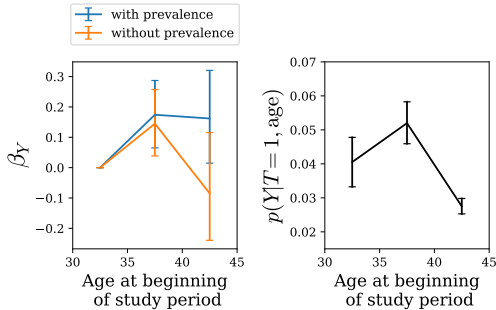 with prevalence
without prevalence
0.3
0.2
0.1
0.0
−0.1
−0.2
β_Y
30
35
40
45
Age at beginning
of study period
0.07
0.06
0.05
0.04
0.03
0.02
p(Y|T = 1, age)
30
35
40
45
Age at beginning
of study period